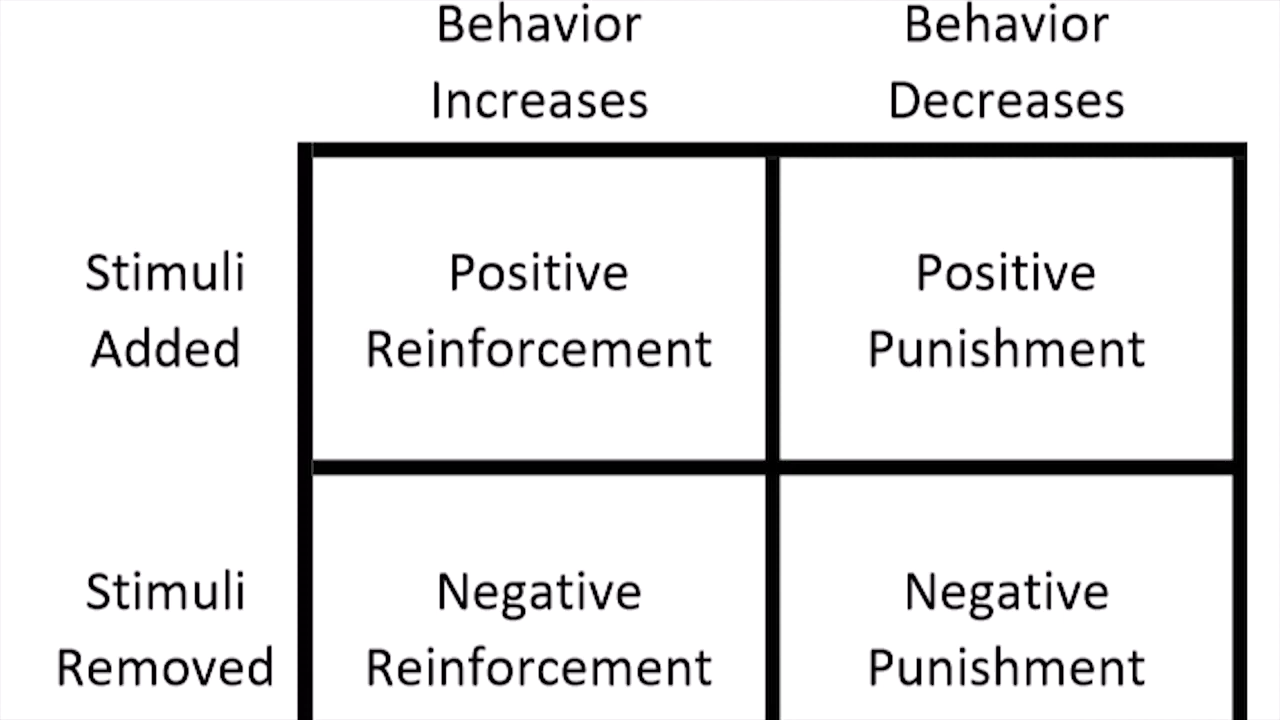 Behavior
Increases
Behavior
Decreases
Stimuli
Added
Positive
Reinforcement
Positive
Punishment
Stimuli
Removed
Negative
Reinforcement
Negative
Punishment